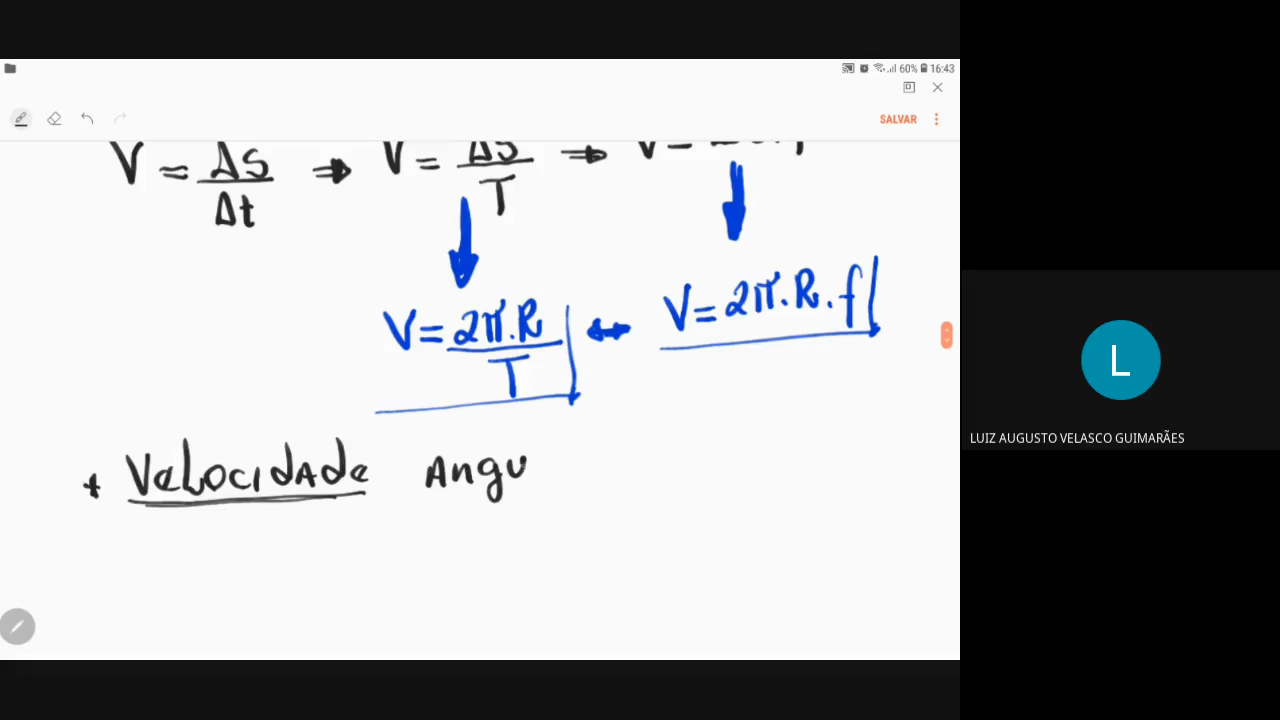 60% 16:43
SALVAR
V = ΔS/Δt ⇒ V = ΔS/T ⇒ V =
V = 2π.R/T ↔ V = 2π.R.f
+ Velocidade Angu
L
LUIZ AUGUSTO VELASCO GUIMARÃES